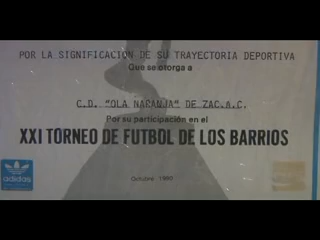 POR LA SIGNIFICACION DE SU TRAYECTORIA DEPORTIVA
Que se otorga a
C.D. "OLA NARANJA" DE ZAC.A.C.
Por su participación en el
XXI TORNEO DE FUTBOL DE LOS BARRIOS
adidas
Octubre 1980